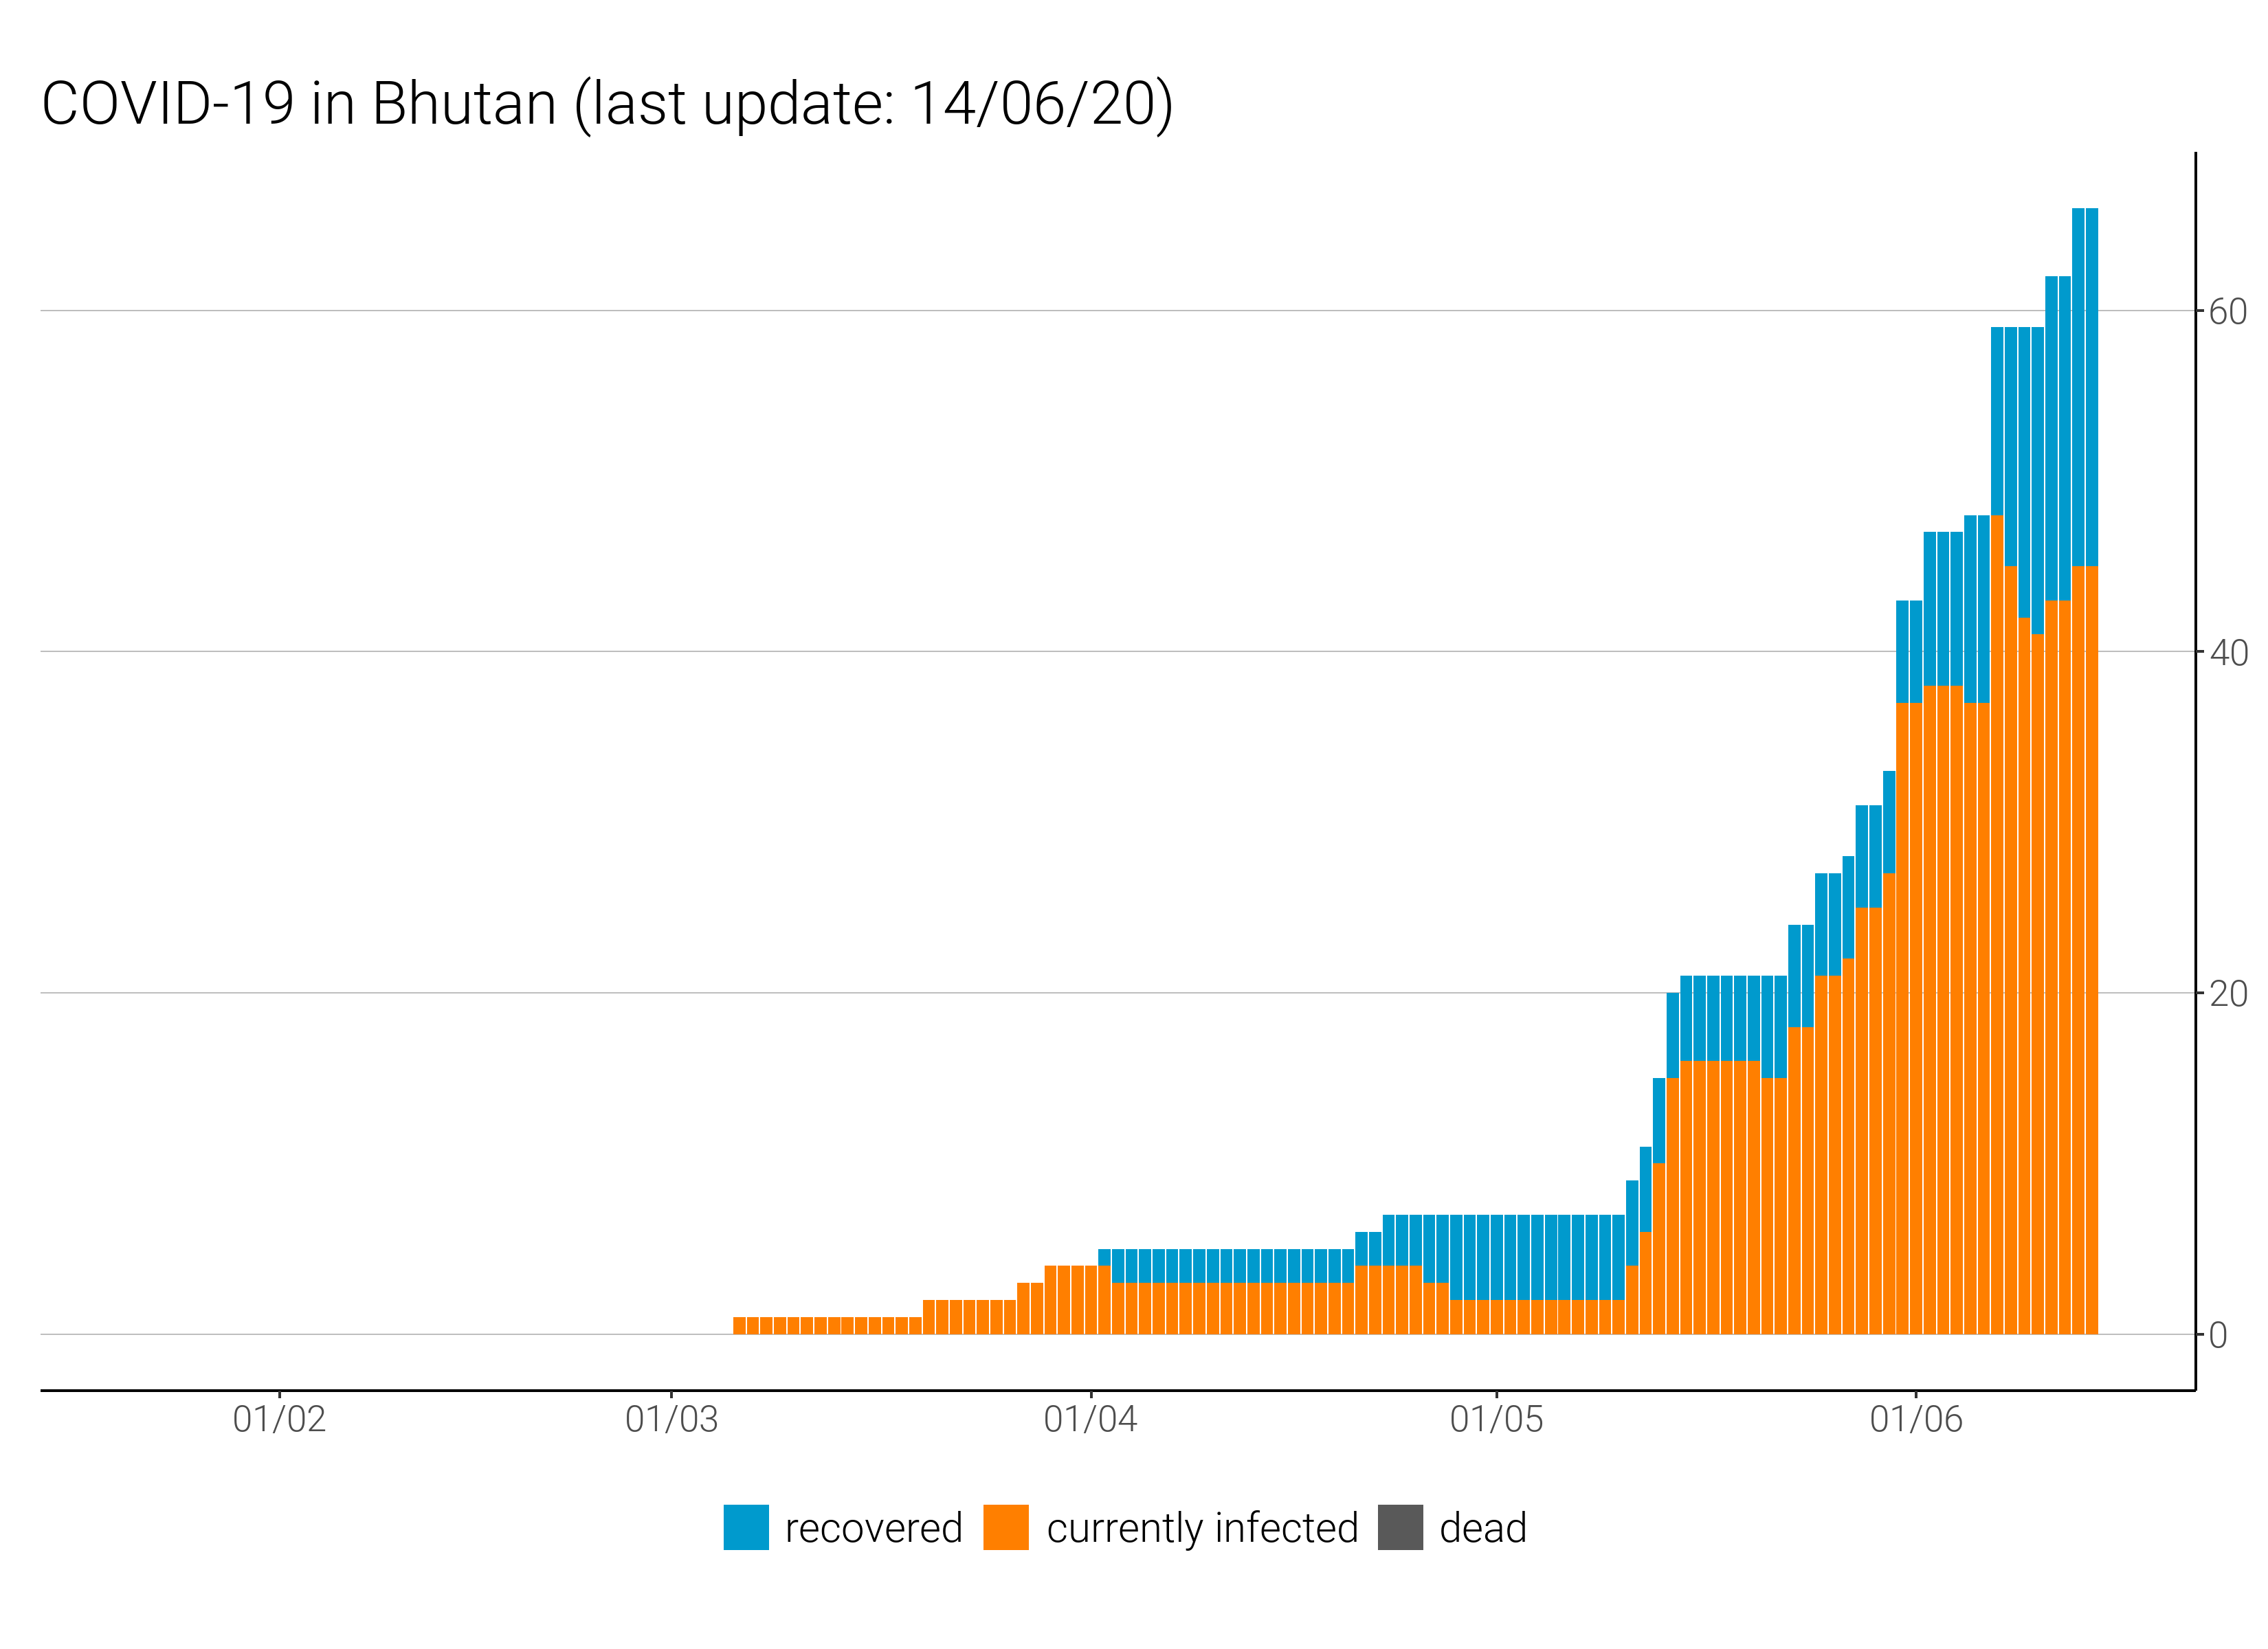 COVID-19 in Bhutan (last update: 14/06/20)
60
40
20
0
01/02 01/03 01/04 01/05 01/06
recovered currently infected dead